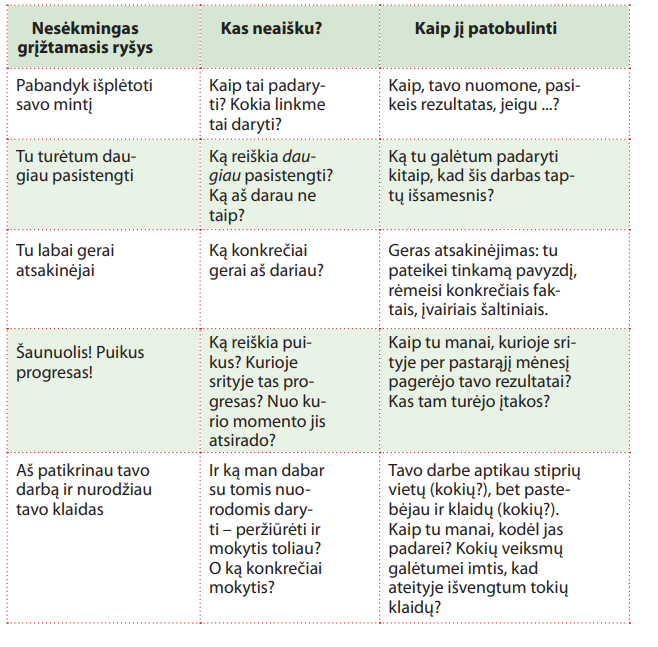 Nesėkmingas
grįžtamasis ryšys
Kas neaišku?
Kaip jį patobulinti
Pabandyk išplėtoti
savo mintį
Kaip tai padary-
ti? Kokia linkme
tai daryti?
Kaip, tavo nuomone, pasi-
keis rezultatas, jeigu ...?
Tu turėtum dau-
giau pasistengti
Ką reiškia dau-
giau pasistengti?
Ką aš darau ne
taip?
Ką tu galėtum padaryti
kitaip, kad šis darbas tap-
tų išsamesnis?
Tu labai gerai
atsakinėjai
Ką konkrečiai
gerai aš dariau?
Geras atsakinėjimas: tu
pateikei tinkamą pavyzdį,
rėmeisi konkrečiais fak-
tais, įvairiais šaltiniais.
Šaunuolis! Puikus
progresas!
Ką reiškia pui-
kus? Kurioje
srityje tas pro-
gresas? Nuo ku-
rio momento jis
atsirado?
Kaip tu manai, kurioje sri-
tyje per pastarąjį mėnesį
pagerėjo tavo rezultatai?
Kas tam turėjo įtakos?
Aš patikrinau tavo
darbą ir nurodžiau
tavo klaidas
Ir ką man dabar
su tomis nuo-
rodomis dary-
ti – peržiūrėti ir
mokytis toliau?
O ką konkrečiai
mokytis?
Tavo darbe aptikau stiprių
vietų (kokių?), bet paste-
bėjau ir klaidų (kokių?).
Kaip tu manai, kodėl jas
padarei? Kokių veiksmų
galėtumei imtis, kad
ateityje išvengtum tokių
klaidų?